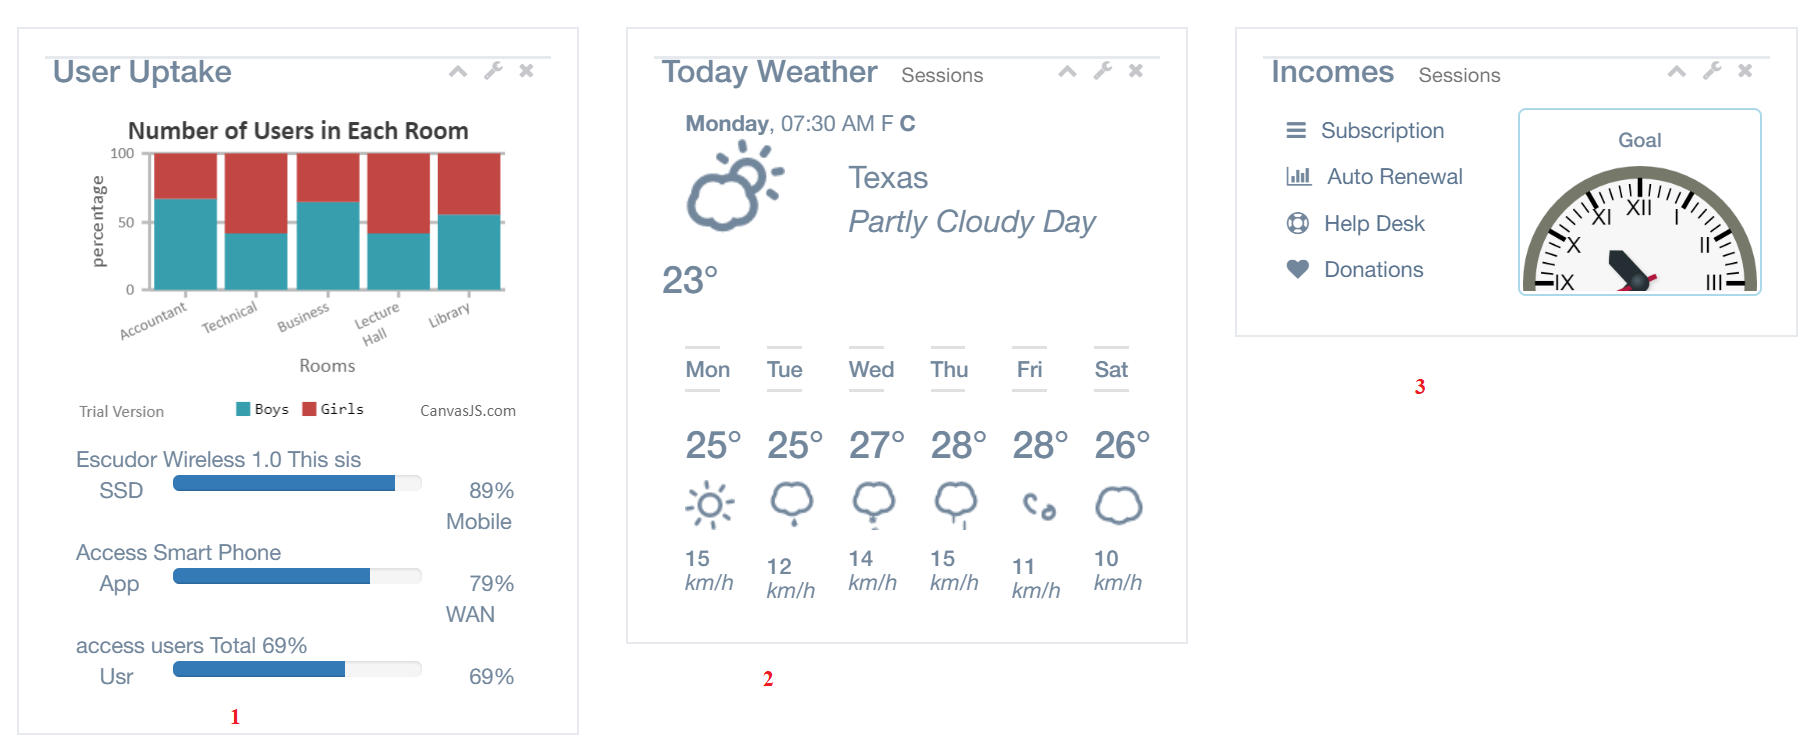 User Uptake
Number of Users in Each Room
percentage
100
50
0
Accountant
Technical
Business
Lecture
Hall
Library
Rooms
Trial Version
Boys
Girls
CanvasJS.com
Escudor Wireless 1.0 This sis
SSD
89%
Mobile
Access Smart Phone
App
79%
WAN
access users Total 69%
Usr
69%
1
Today Weather Sessions
Monday, 07:30 AM F C
Texas
Partly Cloudy Day
23°
Mon Tue Wed Thu Fri Sat
25° 25° 27° 28° 28° 26°
15 12 14 15 11 10
km/h km/h km/h km/h km/h km/h
2
Incomes Sessions
Subscription
Auto Renewal
Help Desk
Donations
Goal
IX X XI XII I II III
3